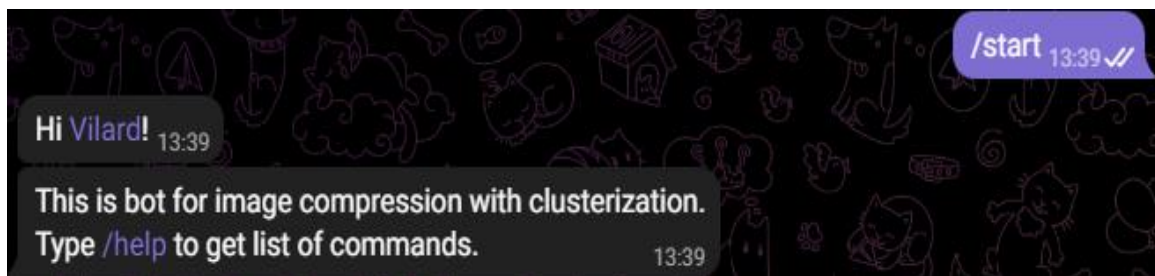 /start 13:39
Hi Vilard! 13:39
This is bot for image compression with clusterization.
Type /help to get list of commands. 13:39